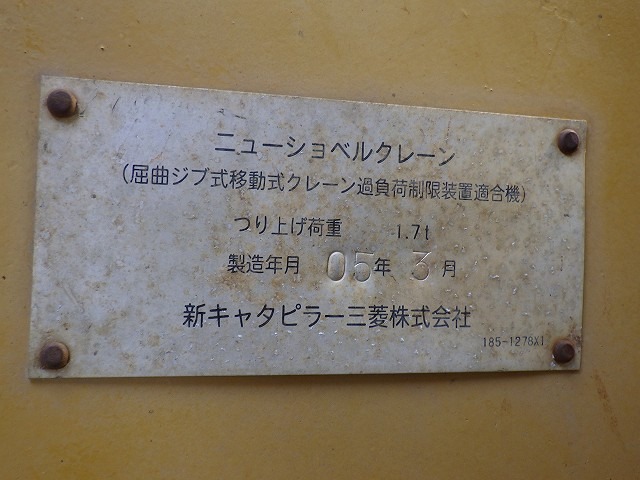 ニューショベルクレーン
(屈曲ジブ式移動式クレーン過負荷制限装置適合機)
つり上げ荷重 1.7t
製造年月 05年 3月
新キャタピラー三菱株式会社
185-1278X1